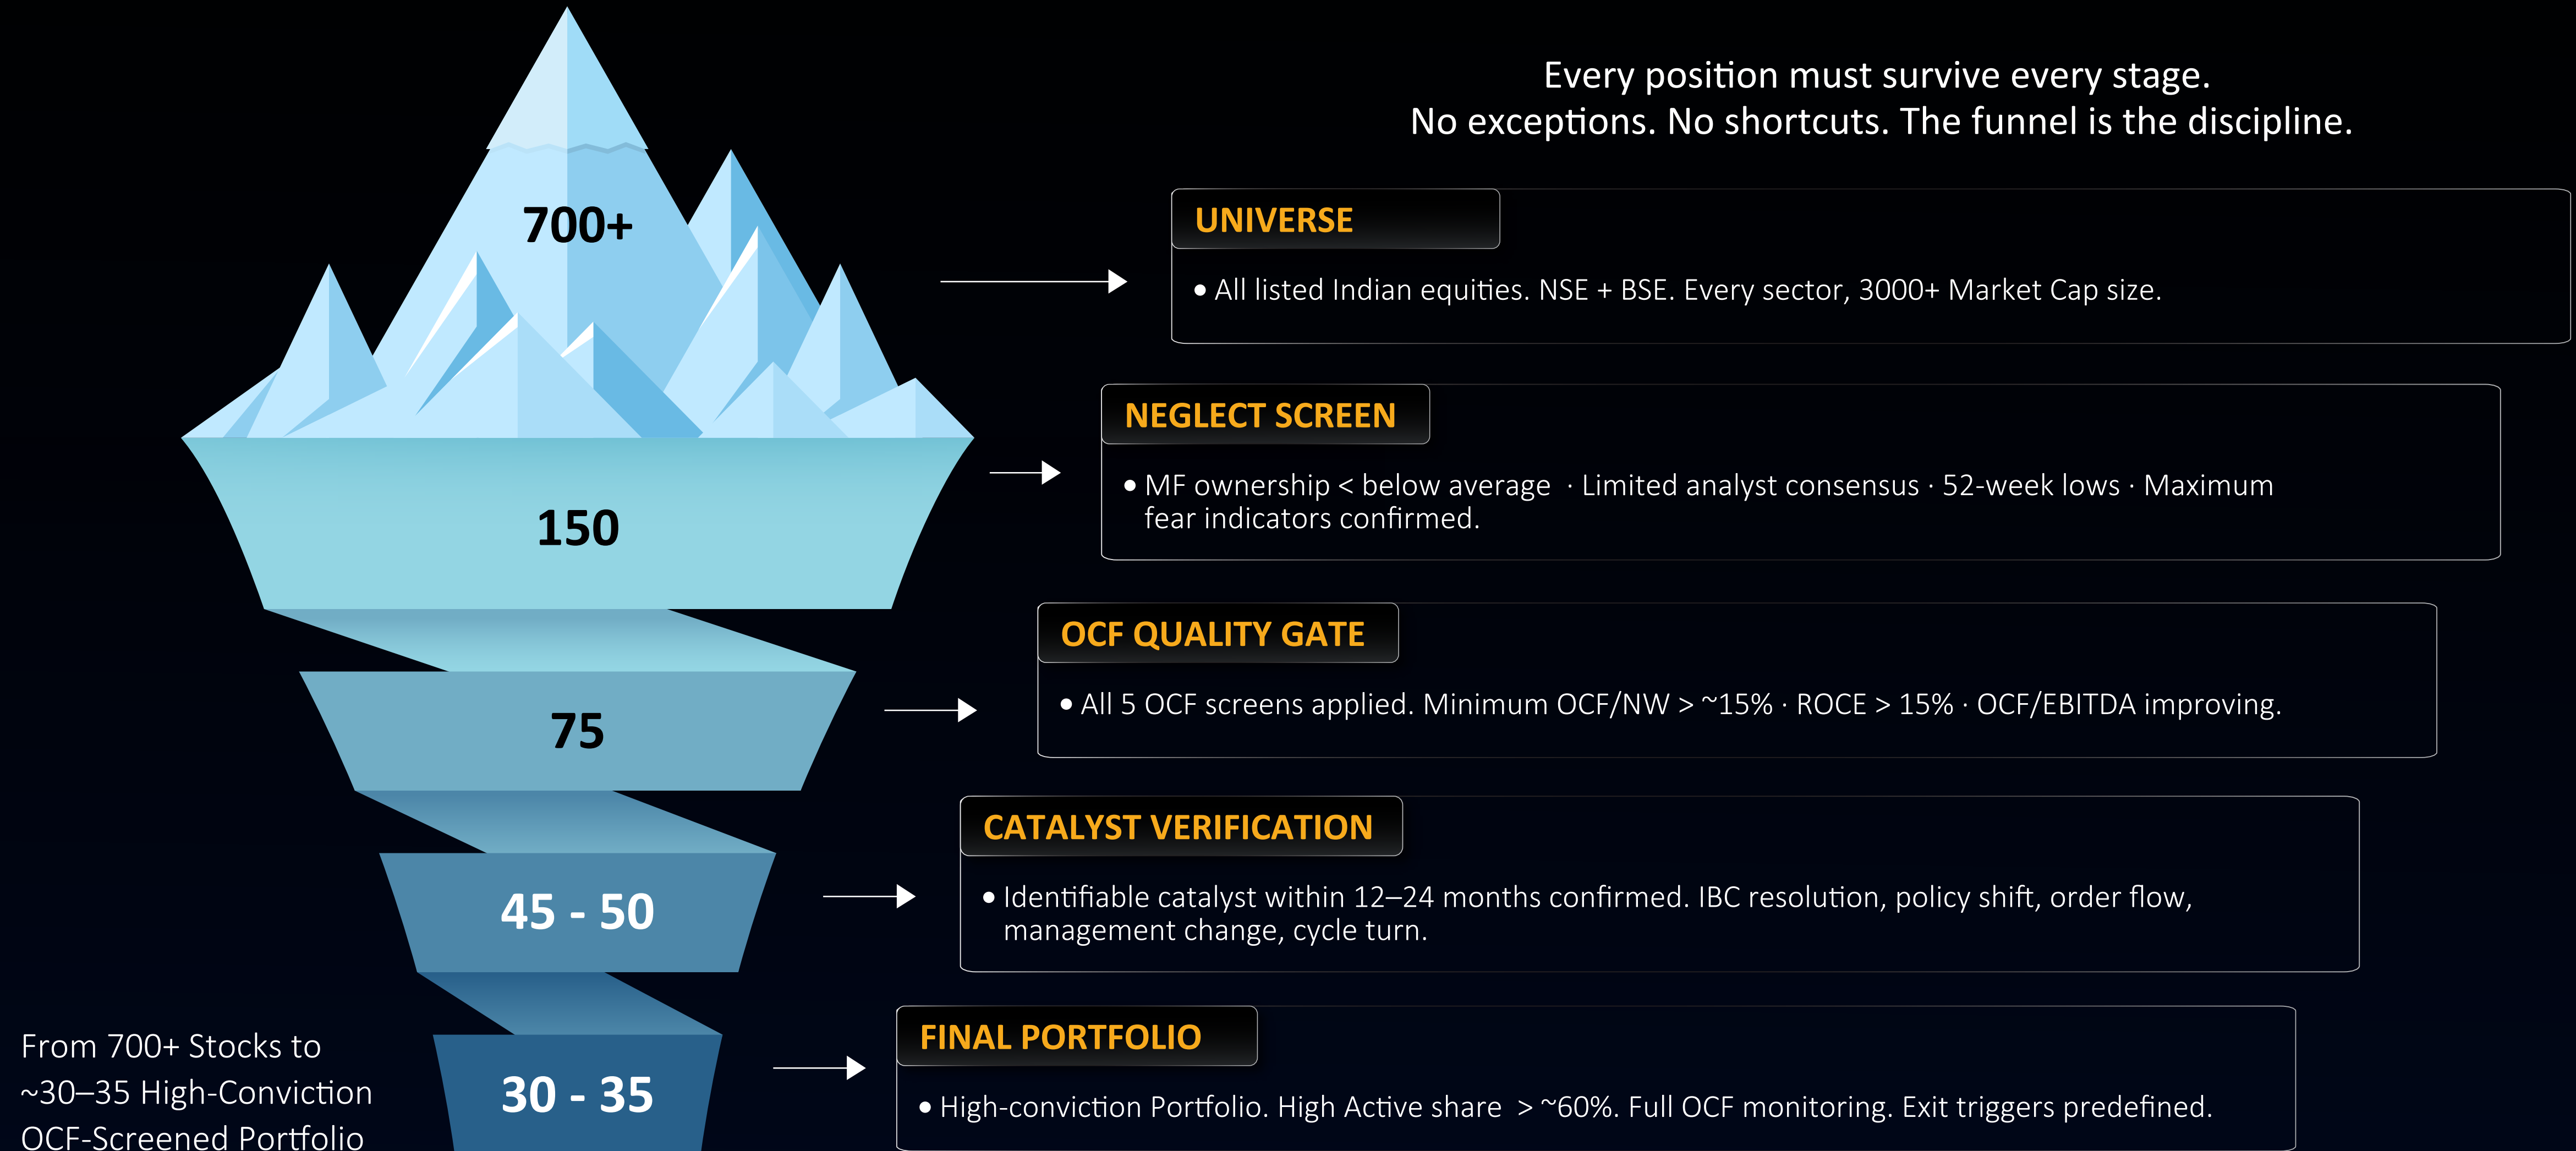 Every position must survive every stage.
No exceptions. No shortcuts. The funnel is the discipline.
700+
UNIVERSE
• All listed Indian equities. NSE + BSE. Every sector, 3000+ Market Cap size.
150
NEGLECT SCREEN
• MF ownership < below average · Limited analyst consensus · 52-week lows · Maximum
fear indicators confirmed.
75
OCF QUALITY GATE
• All 5 OCF screens applied. Minimum OCF/NW > ~15% · ROCE > 15% · OCF/EBITDA improving.
45 - 50
CATALYST VERIFICATION
• Identifiable catalyst within 12–24 months confirmed. IBC resolution, policy shift, order flow,
management change, cycle turn.
30 - 35
FINAL PORTFOLIO
• High-conviction Portfolio. High Active share > ~60%. Full OCF monitoring. Exit triggers predefined.
From 700+ Stocks to
~30–35 High-Conviction
OCF-Screened Portfolio